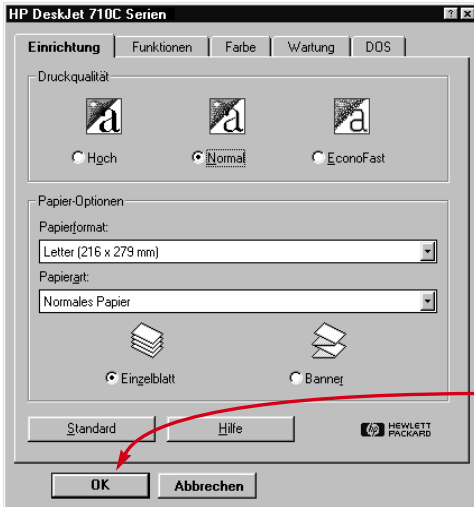 HP DeskJet 710C Serien
Einrichtung Funktionen Farbe Wartung DOS
Druckqualität
Hoch Normal EconoFast
Papier-Optionen
Papierformat:
Letter (216 x 279 mm)
Papierart:
Normales Papier
Einzelblatt Banner
Standard Hilfe
hp HEWLETT
PACKARD
OK Abbrechen